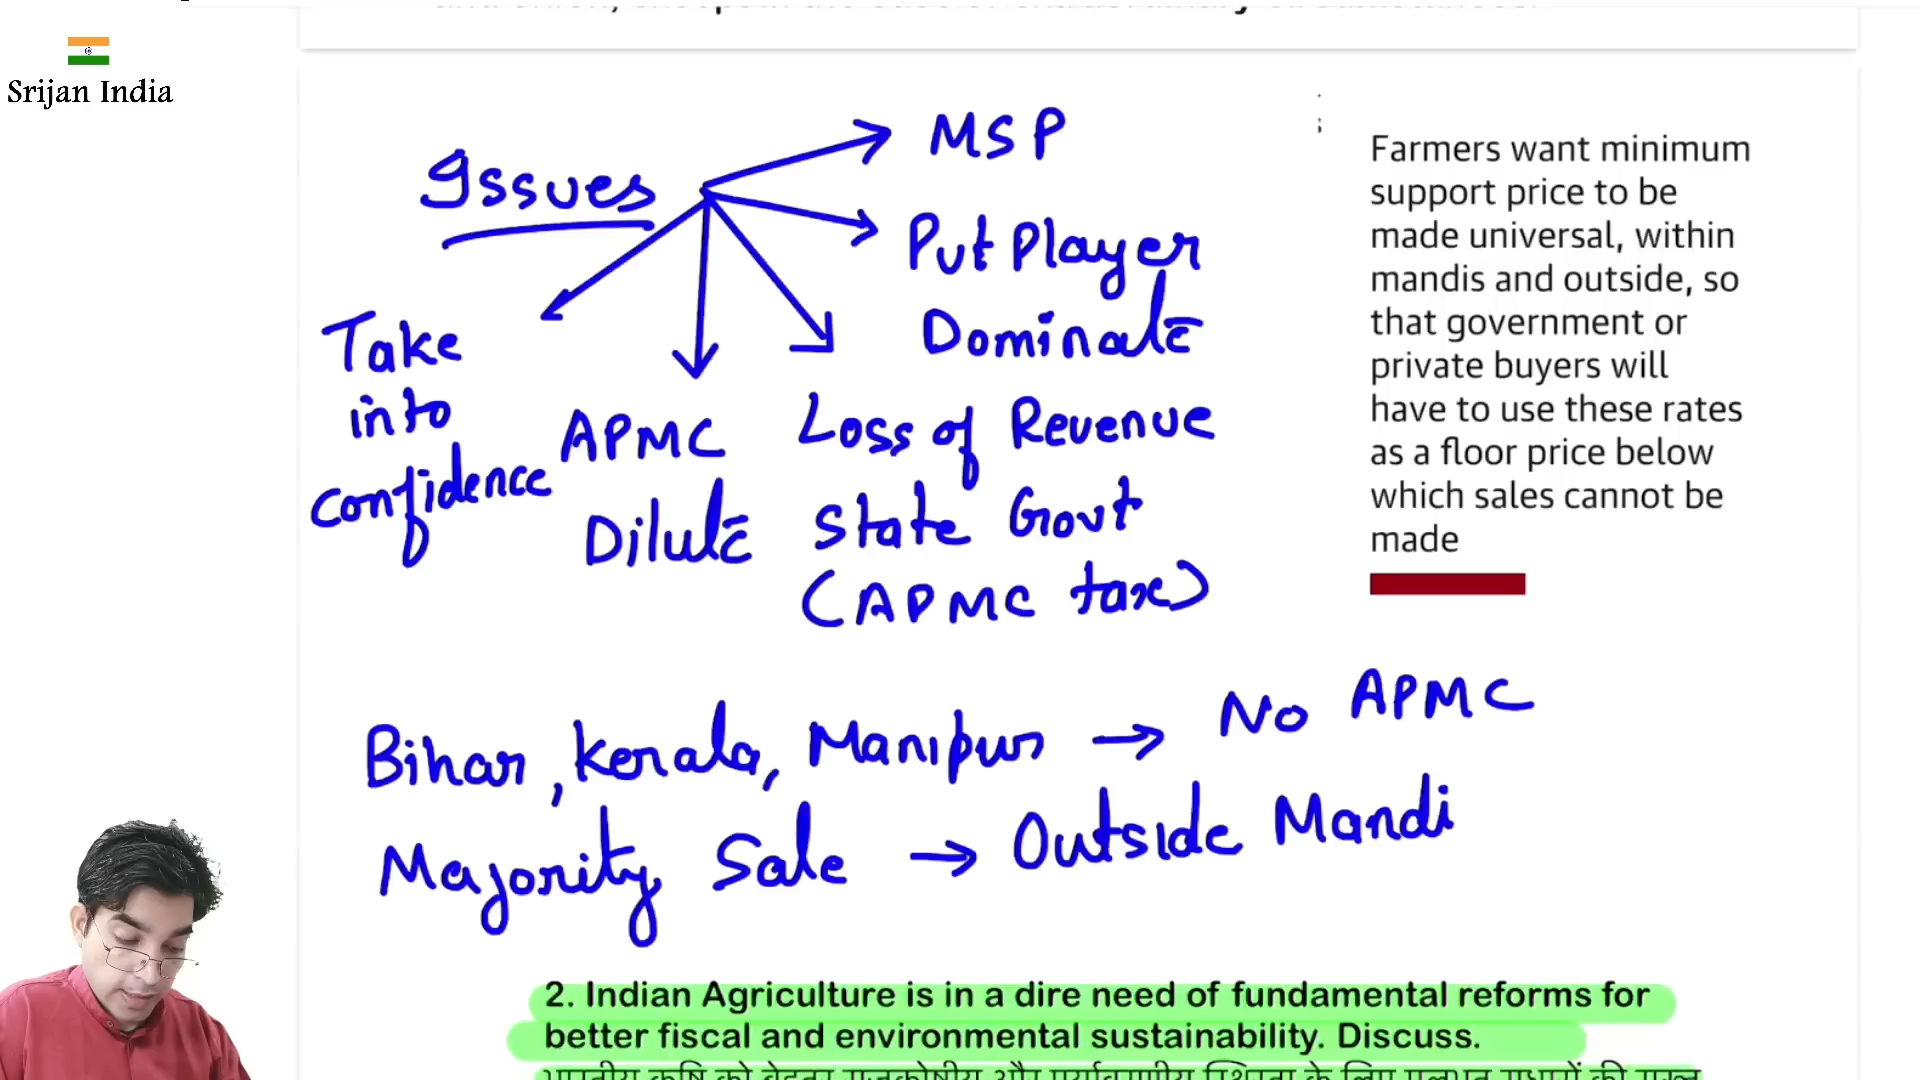 Srijan India
Issues
MSP
Pvt Player
Dominate
Loss of Revenue
State Govt
(APMC tax)
APMC
Dilute
Take
into
confidence
Farmers want minimum
support price to be
made universal, within
mandis and outside, so
that government or
private buyers will
have to use these rates
as a floor price below
which sales cannot be
made
Bihar, Kerala, Manipur → No APMC
Majority Sale → Outside Mandi
2. Indian Agriculture is in a dire need of fundamental reforms for
better fiscal and environmental sustainability. Discuss.